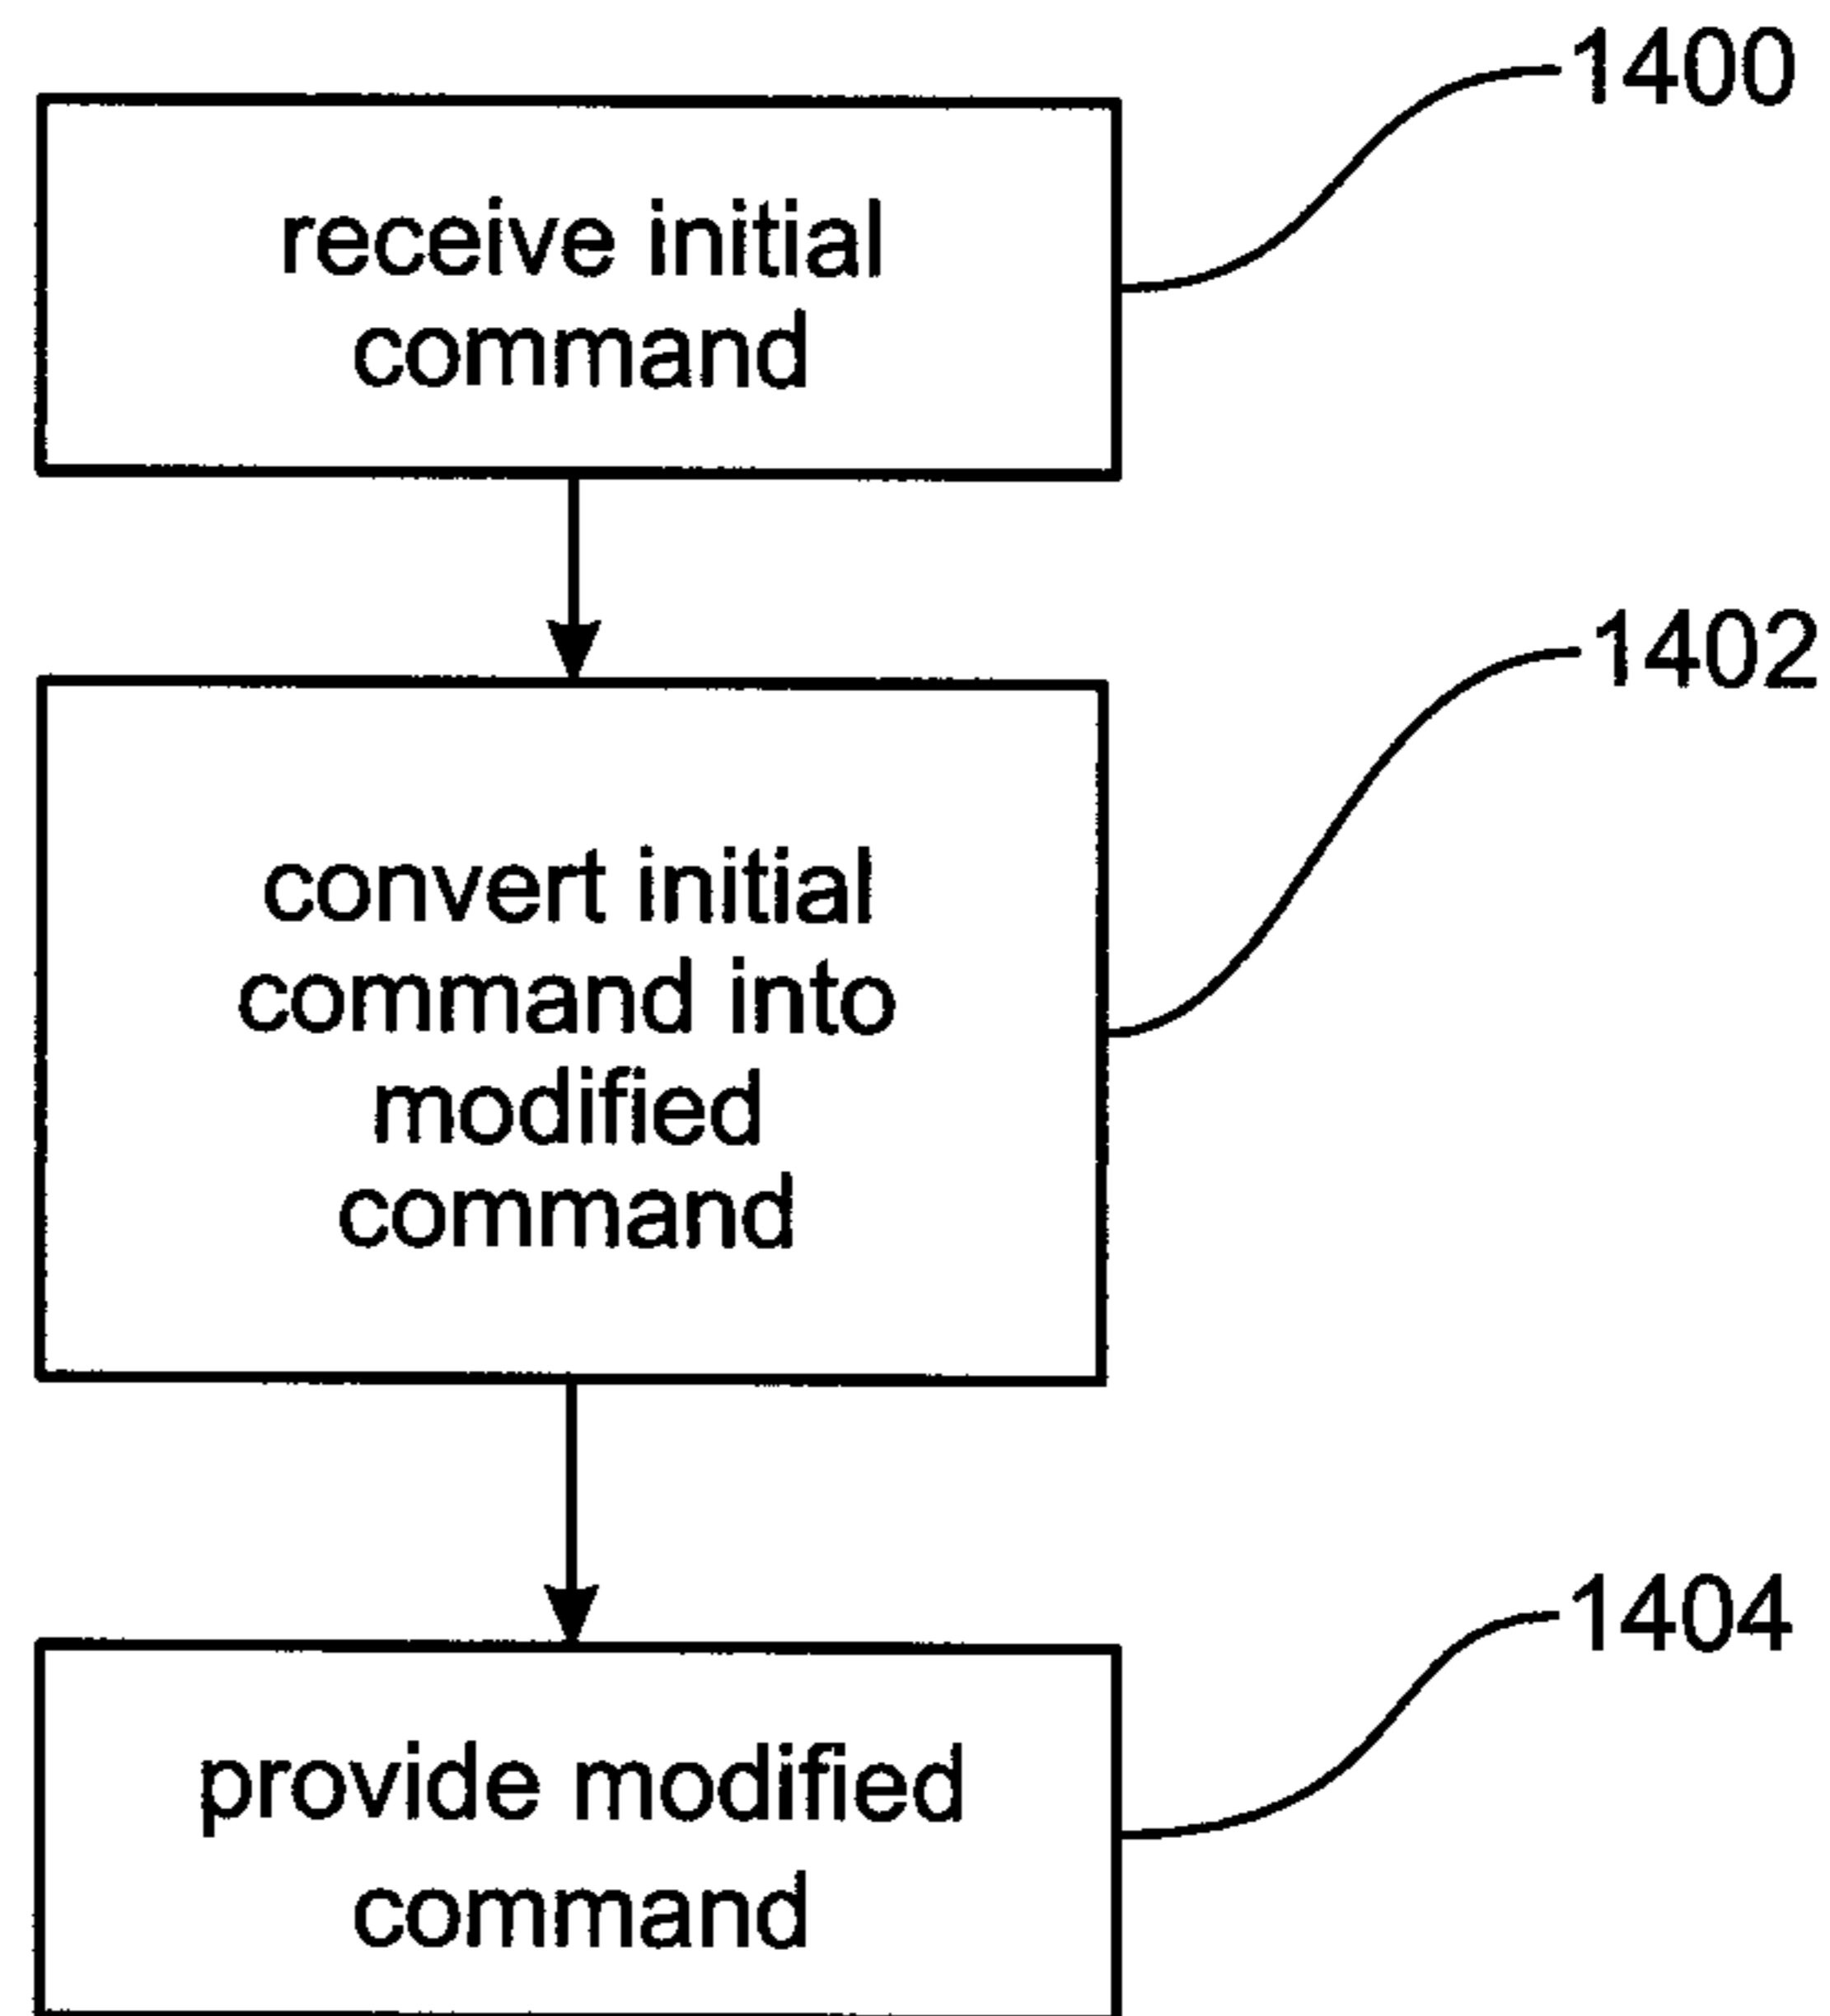 1400
receive initial
command
1402
convert initial
command into
modified
command
1404
provide modified
command